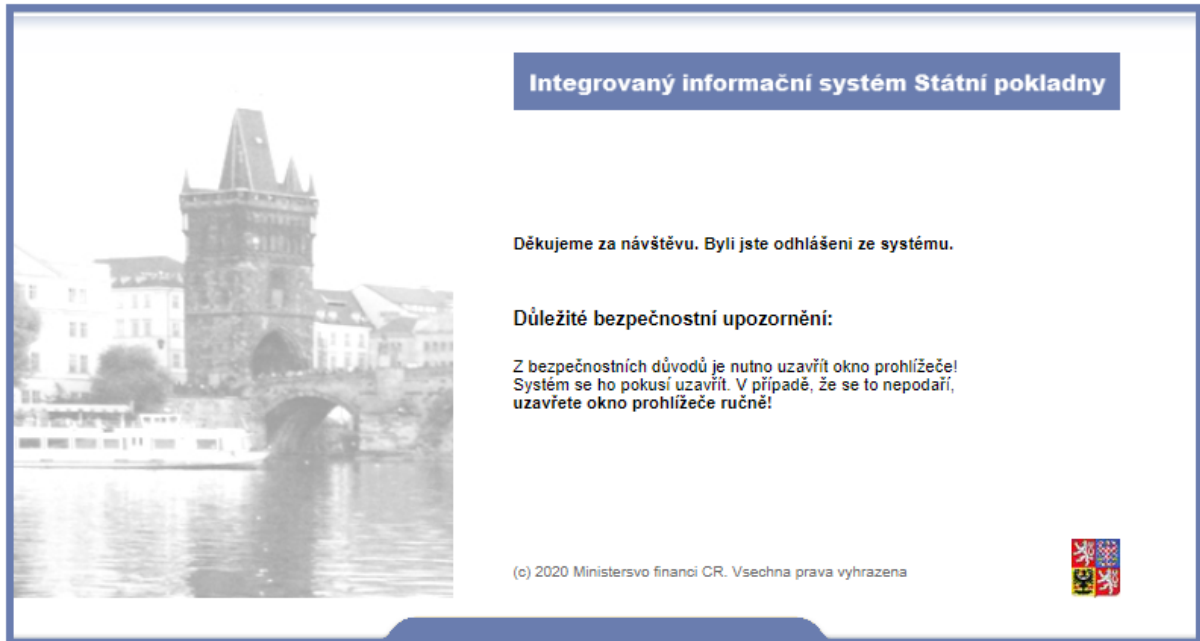 Integrovaný informační systém Státní pokladny
Děkujeme za návštěvu. Byli jste odhlášeni ze systému.
Důležité bezpečnostní upozornění:
Z bezpečnostních důvodů je nutno uzavřít okno prohlížeče!
Systém se ho pokusí uzavřít. V případě, že se to nepodaří,
uzavřete okno prohlížeče ručně!
(c) 2020 Ministersvo financi CR. Vsechna prava vyhrazena